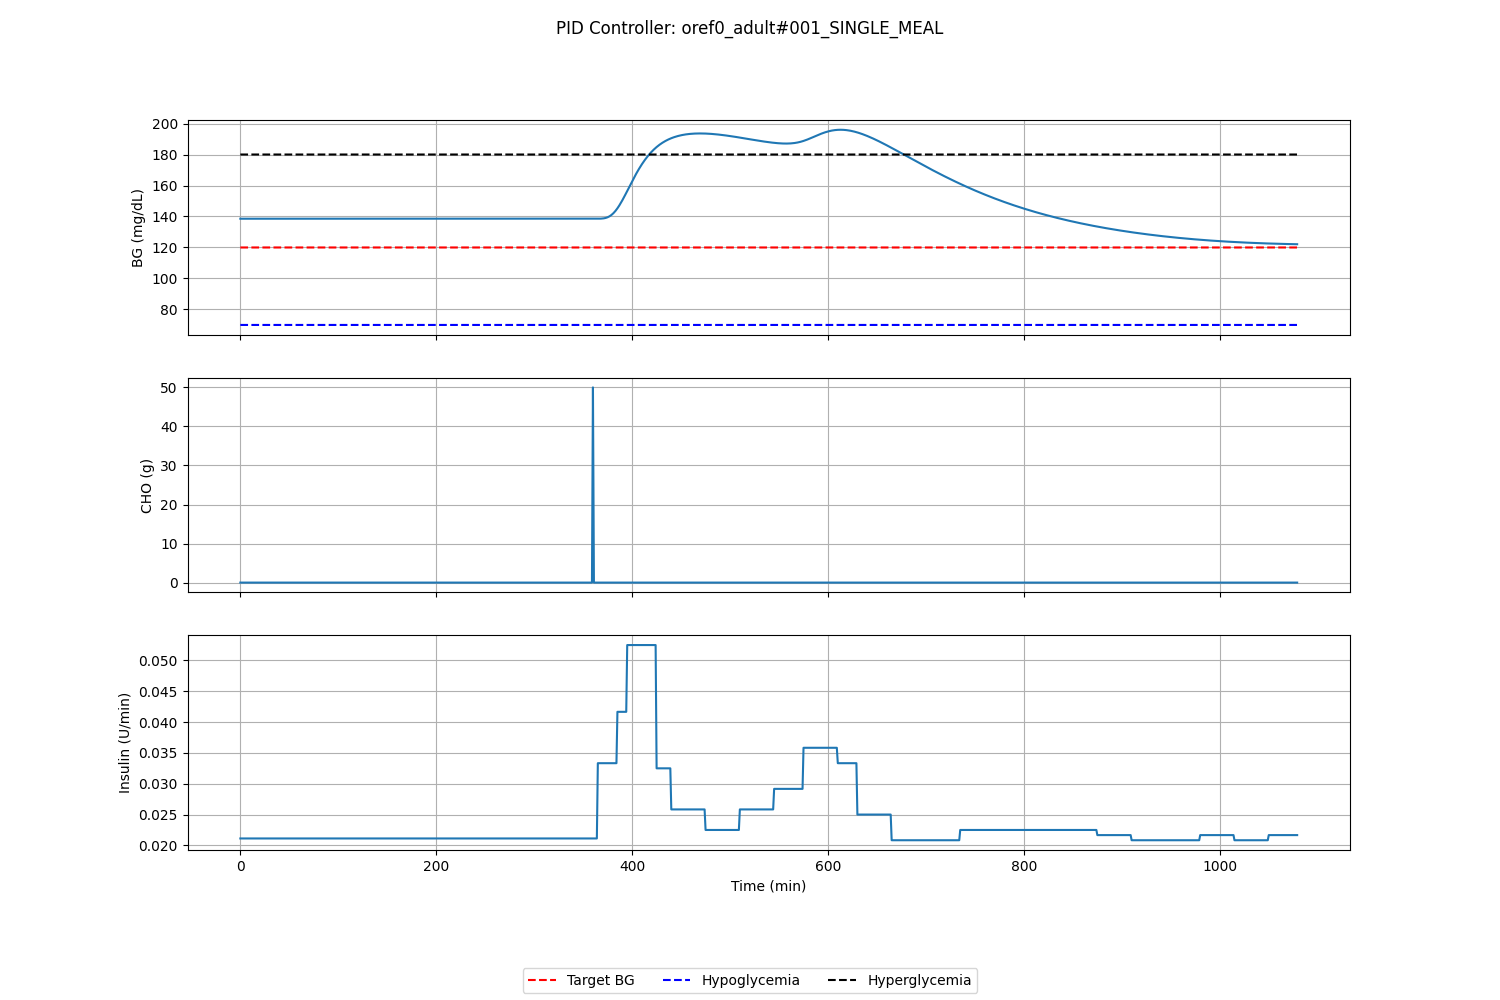 PID Controller: oref0_adult#001_SINGLE_MEAL
200
180
160
140
120
100
80
BG (mg/dL)
50
40
30
20
10
0
CHO (g)
0.050
0.045
0.040
0.035
0.030
0.025
0.020
Insulin (U/min)
0 200 400 600 800 1000
Time (min)
Target BG Hypoglycemia Hyperglycemia